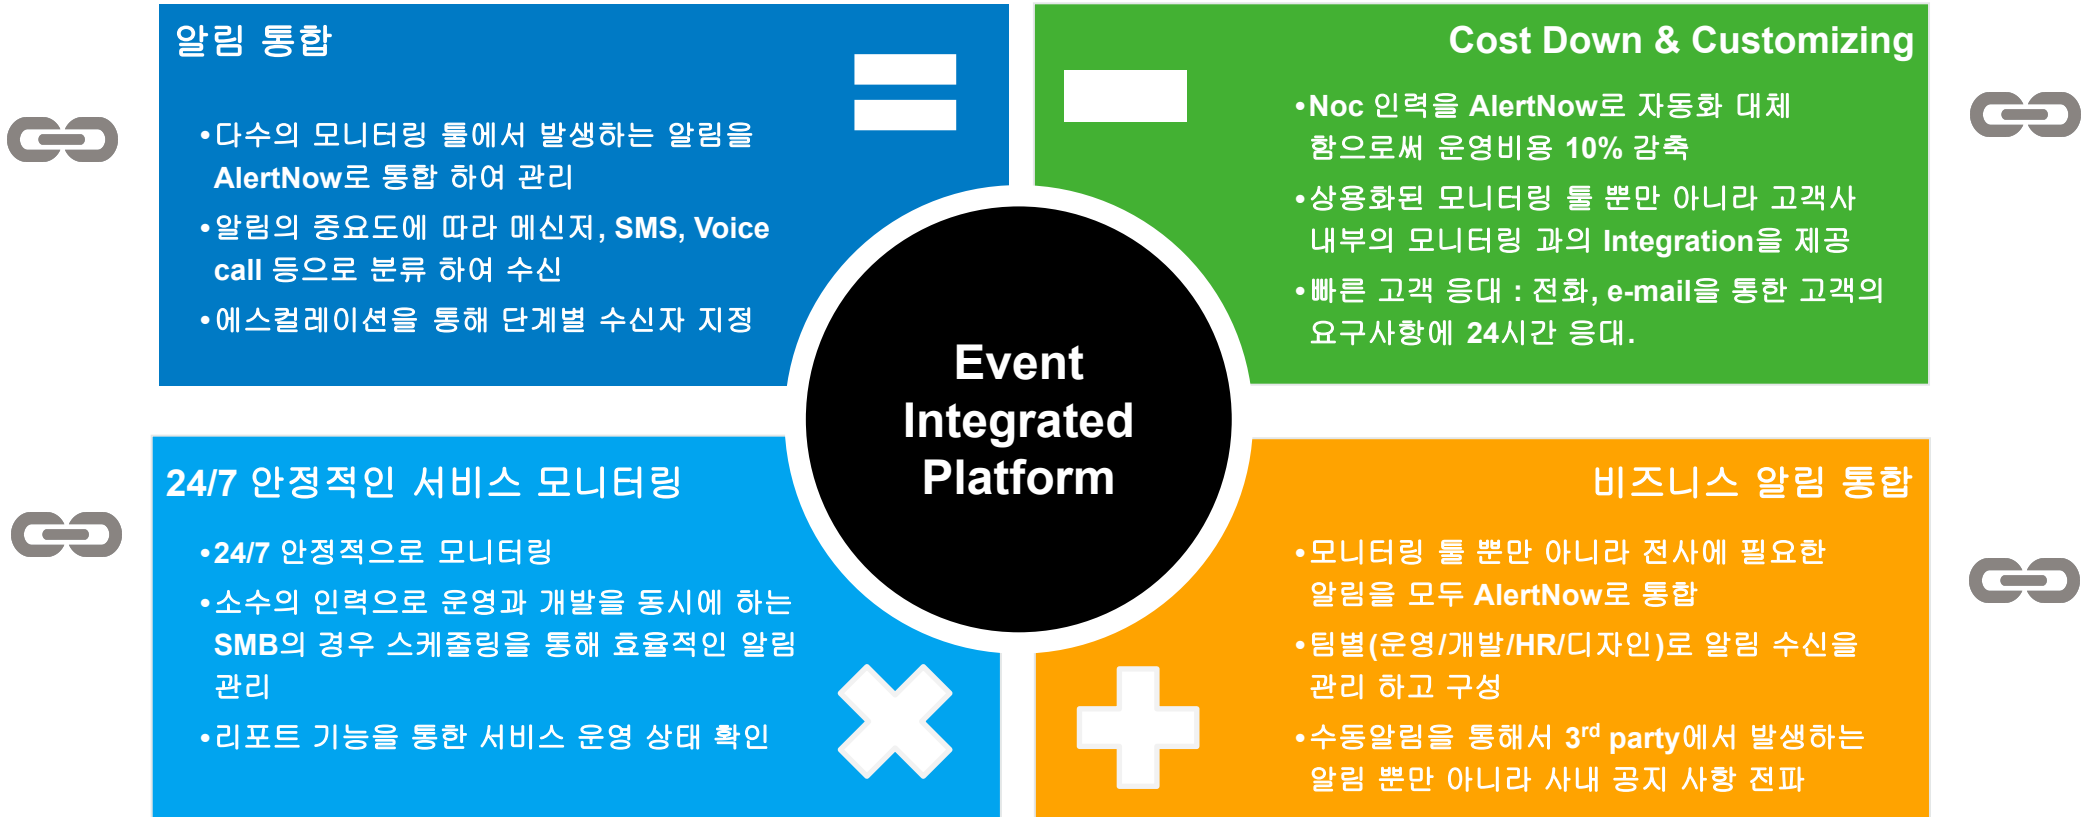 알림 통합
•다수의 모니터링 툴에서 발생하는 알림을
AlertNow로 통합 하여 관리
•알림의 중요도에 따라 메신저, SMS, Voice
call 등으로 분류 하여 수신
•에스컬레이션을 통해 단계별 수신자 지정
Cost Down & Customizing
•Noc 인력을 AlertNow로 자동화 대체
함으로써 운영비용 10% 감축
•상용화된 모니터링 툴 뿐만 아니라 고객사
내부의 모니터링 과의 Integration을 제공
•빠른 고객 응대 : 전화, e-mail을 통한 고객의
요구사항에 24시간 응대.
Event
Integrated
Platform
24/7 안정적인 서비스 모니터링
•24/7 안정적으로 모니터링
•소수의 인력으로 운영과 개발을 동시에 하는
SMB의 경우 스케줄링을 통해 효율적인 알림
관리
•리포트 기능을 통한 서비스 운영 상태 확인
비즈니스 알림 통합
•모니터링 툴 뿐만 아니라 전사에 필요한
알림을 모두 AlertNow로 통합
•팀별(운영/개발/HR/디자인)로 알림 수신을
관리 하고 구성
•수동알림을 통해서 3rd party에서 발생하는
알림 뿐만 아니라 사내 공지 사항 전파